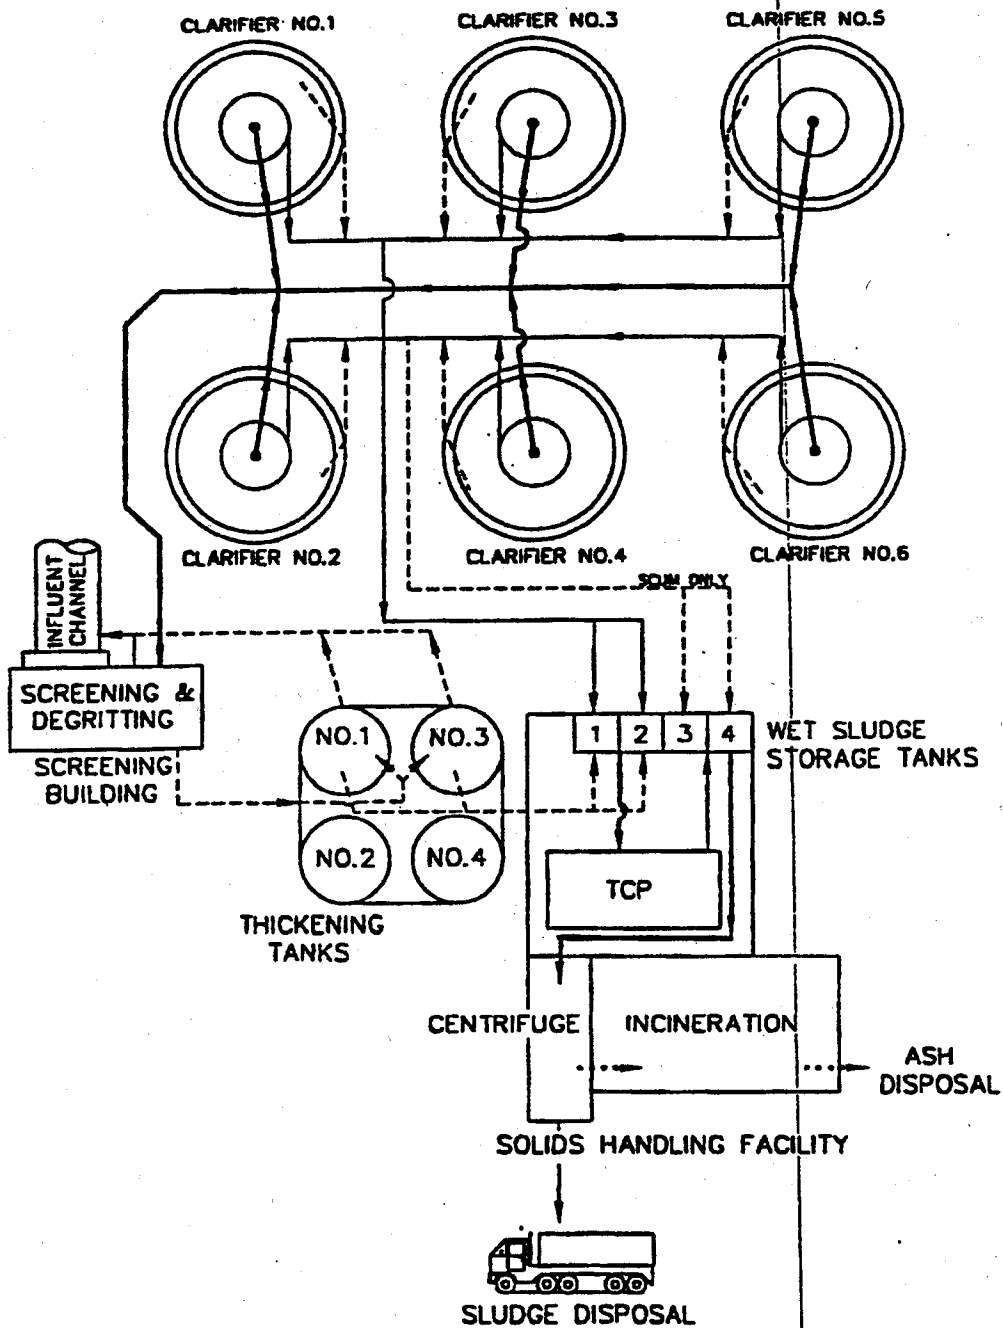 CLARIFIER NO.1
CLARIFIER NO.3
CLARIFIER NO.5
CLARIFIER NO.2
CLARIFIER NO.4
CLARIFIER NO.6
SCUM ONLY
INFLUENT
CHANNEL
SCREENING &
DEGRITTING
SCREENING
BUILDING
NO.1
NO.3
NO.2
NO.4
THICKENING
TANKS
1 2 3 4
WET SLUDGE
STORAGE TANKS
TCP
CENTRIFUGE
INCINERATION
ASH
DISPOSAL
SOLIDS HANDLING FACILITY
SLUDGE DISPOSAL